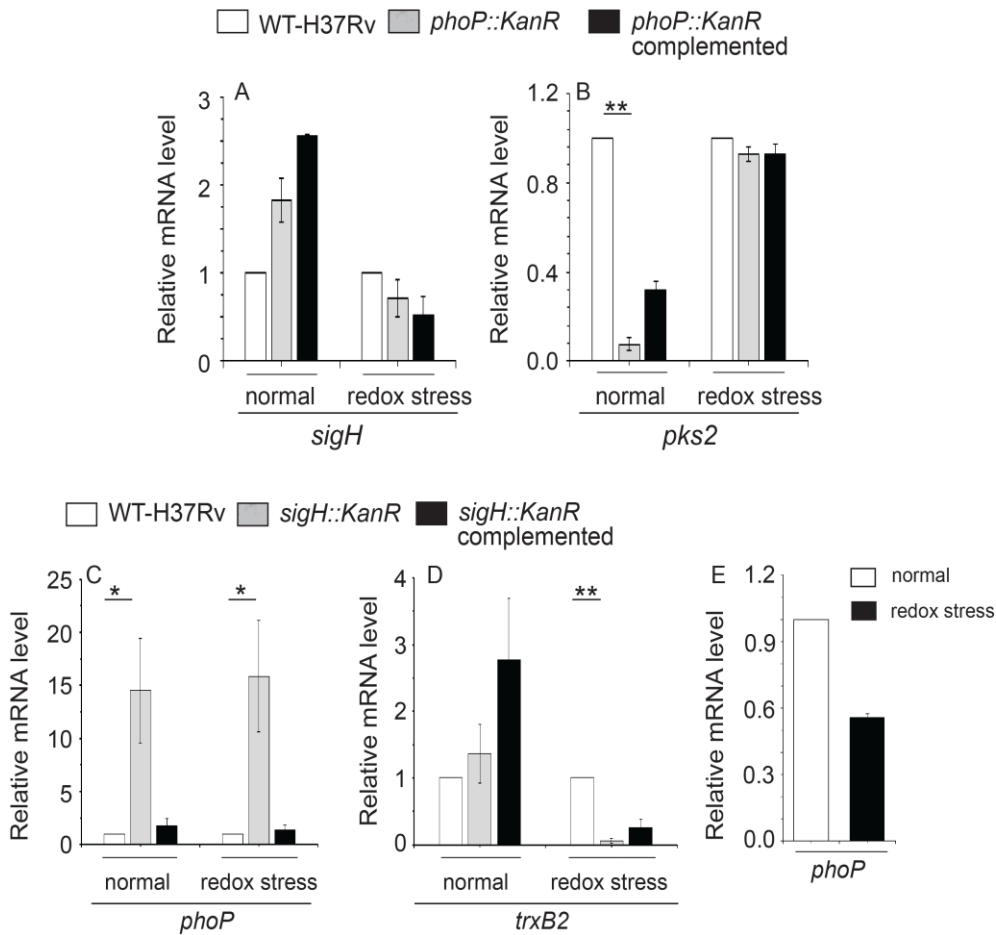 WT-H37Rv phoP::KanR phoP::KanR
complemented
A
Relative mRNA level
3
2
1
0
normal redox stress
sigH
B
Relative mRNA level
1.2
0.8
0.4
0.0
**
normal redox stress
pks2
WT-H37Rv sigH::KanR sigH::KanR
complemented
C
Relative mRNA level
25
20
15
10
5
0
* *
normal redox stress
phoP
D
Relative mRNA level
4
3
2
1
0
**
normal redox stress
trxB2
E
Relative mRNA level
1.2
0.9
0.6
0.3
0.0
normal
redox stress
phoP